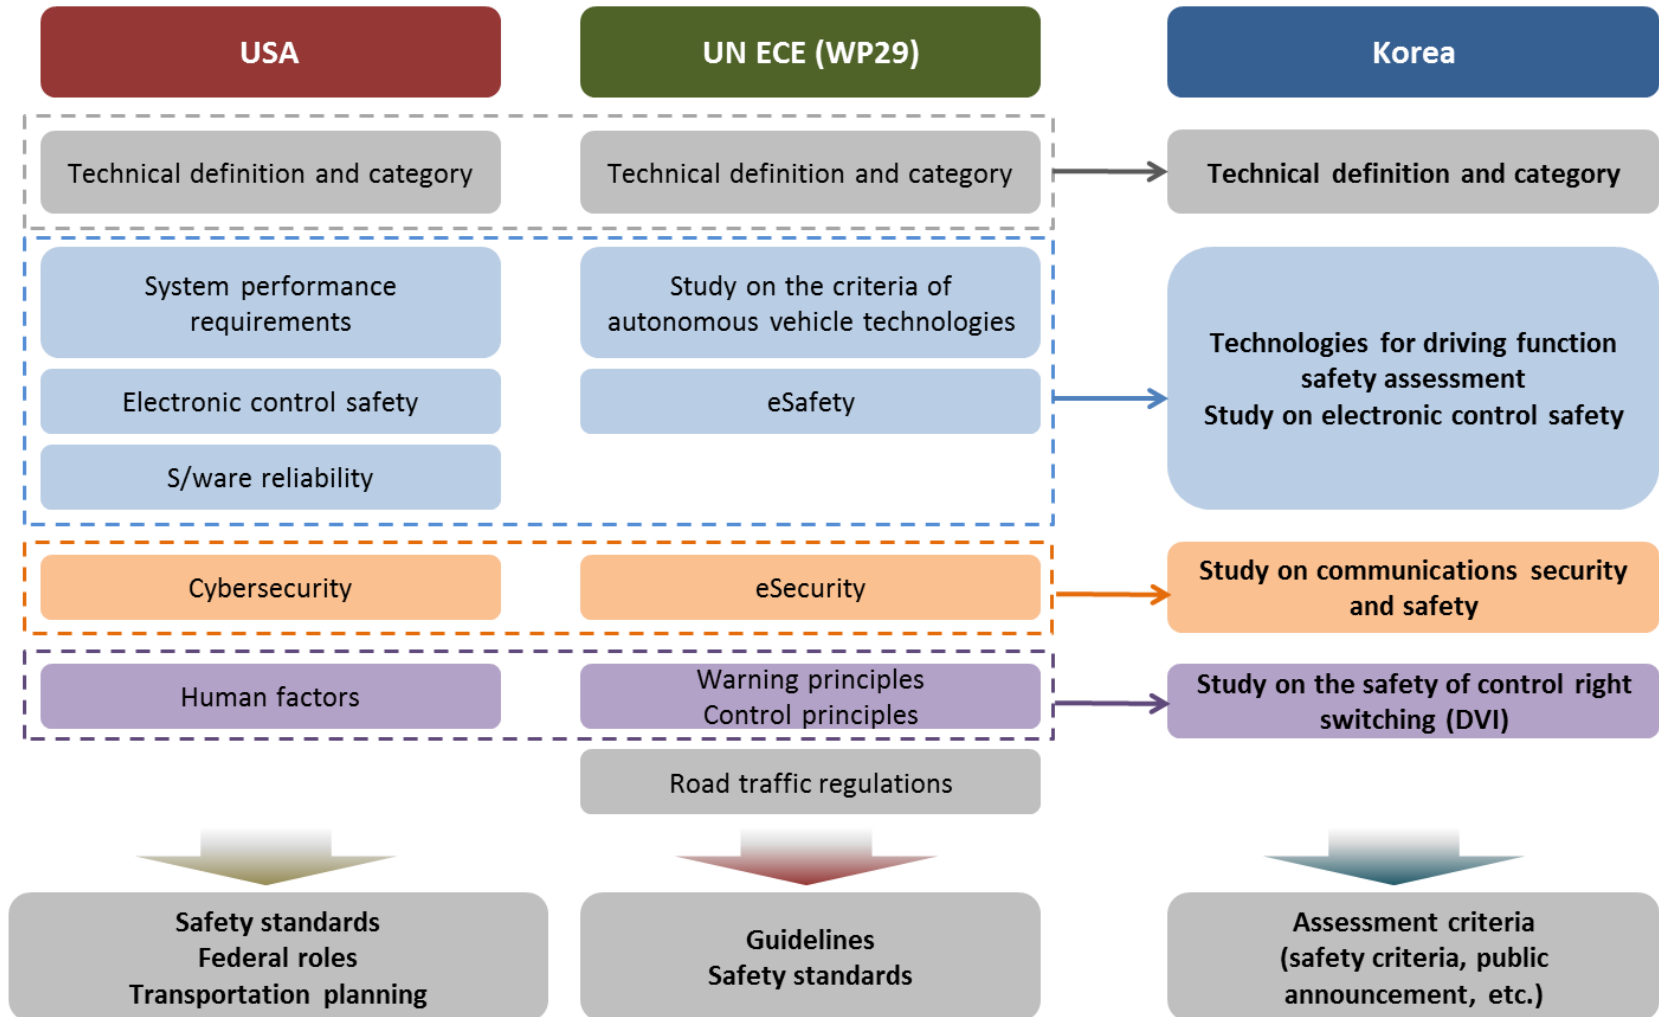 USA
UN ECE (WP29)
Korea
Technical definition and category
Technical definition and category
Technical definition and category
System performance
requirements
Study on the criteria of
autonomous vehicle technologies
Technologies for driving function
safety assessment
Study on electronic control safety
Electronic control safety
eSafety
S/ware reliability
Cybersecurity
eSecurity
Study on communications security
and safety
Human factors
Warning principles
Control principles
Study on the safety of control right
switching (DVI)
Road traffic regulations
Safety standards
Federal roles
Transportation planning
Guidelines
Safety standards
Assessment criteria
(safety criteria, public
announcement, etc.)